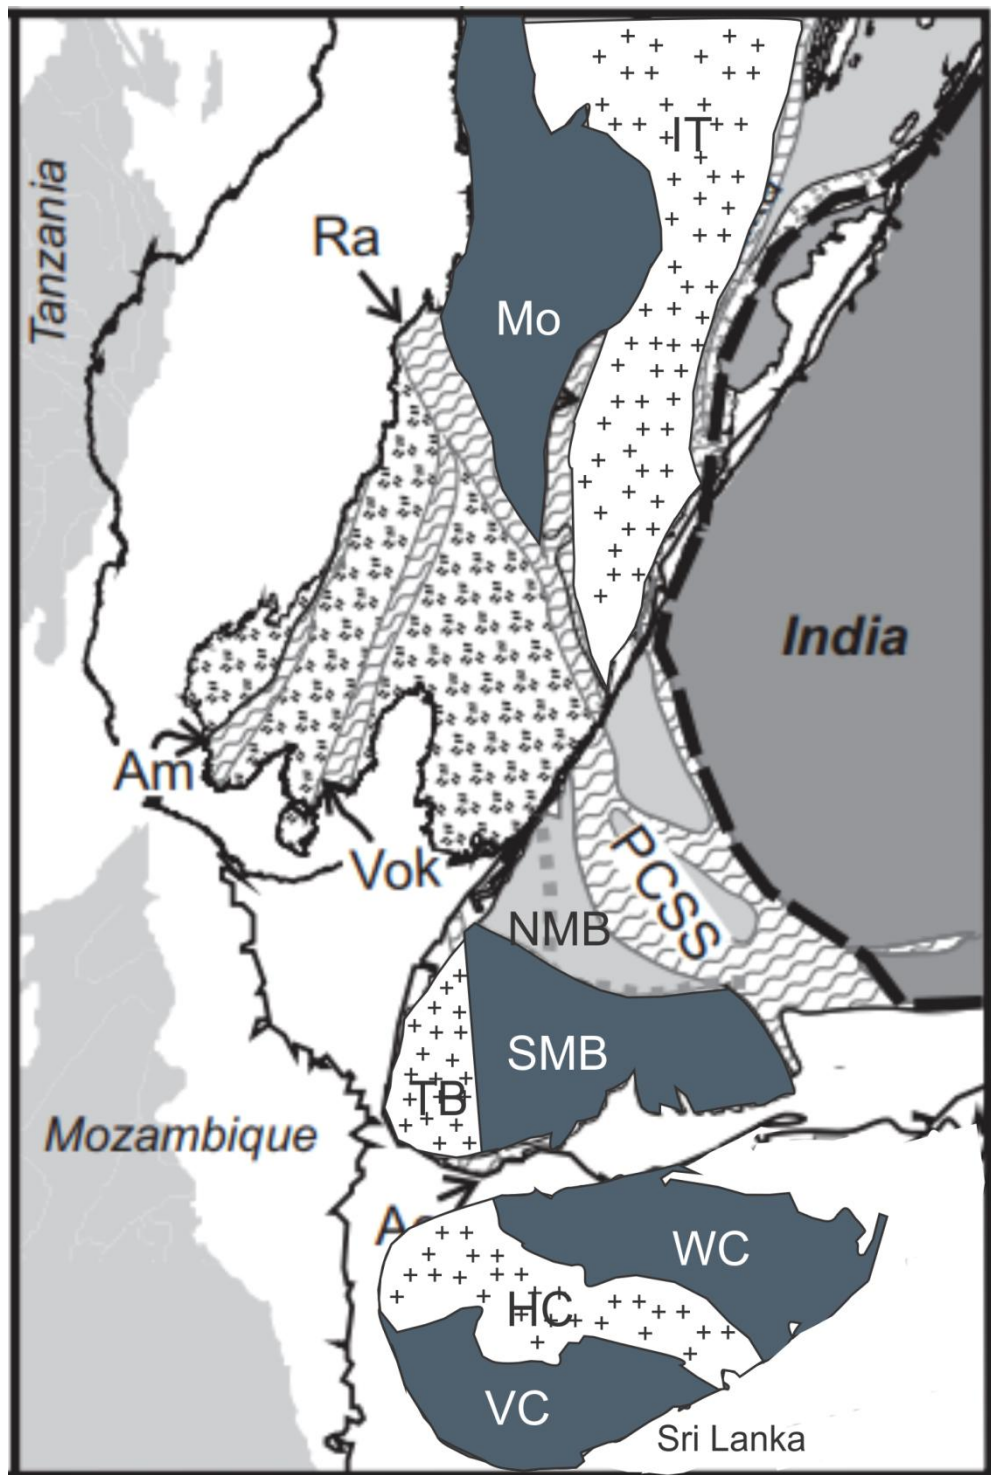 Tanzania
IT
Ra
Mo
India
Am
Vok
PCSS
NMB
SMB
TB
Mozambique
WC
HC
VC
Sri Lanka